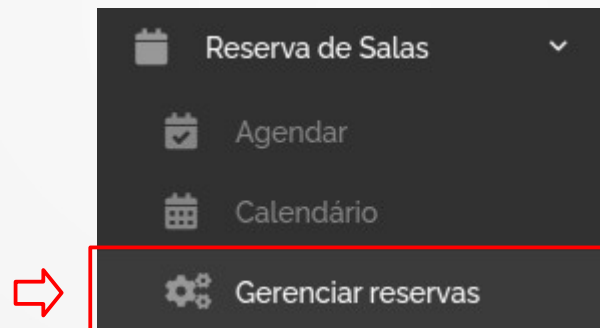 Reserva de Salas
Agendar
Calendário
Gerenciar reservas